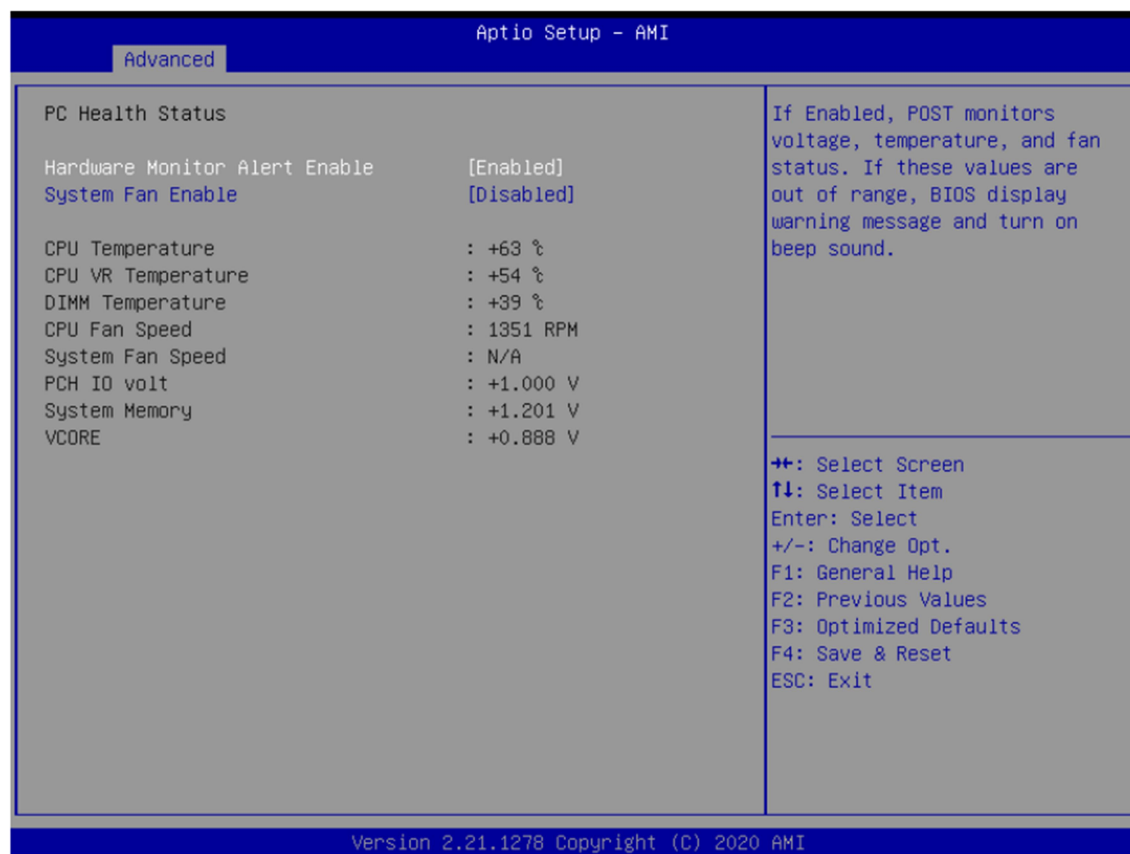 Aptio Setup – AMI
Advanced
PC Health Status
Hardware Monitor Alert Enable [Enabled]
System Fan Enable [Disabled]
CPU Temperature : +63 ℃
CPU VR Temperature : +54 ℃
DIMM Temperature : +39 ℃
CPU Fan Speed : 1351 RPM
System Fan Speed : N/A
PCH IO volt : +1.000 V
System Memory : +1.201 V
VCORE : +0.888 V
If Enabled, POST monitors
voltage, temperature, and fan
status. If these values are
out of range, BIOS display
warning message and turn on
beep sound.
→←: Select Screen
↑↓: Select Item
Enter: Select
+/-: Change Opt.
F1: General Help
F2: Previous Values
F3: Optimized Defaults
F4: Save & Reset
ESC: Exit
Version 2.21.1278 Copyright (C) 2020 AMI